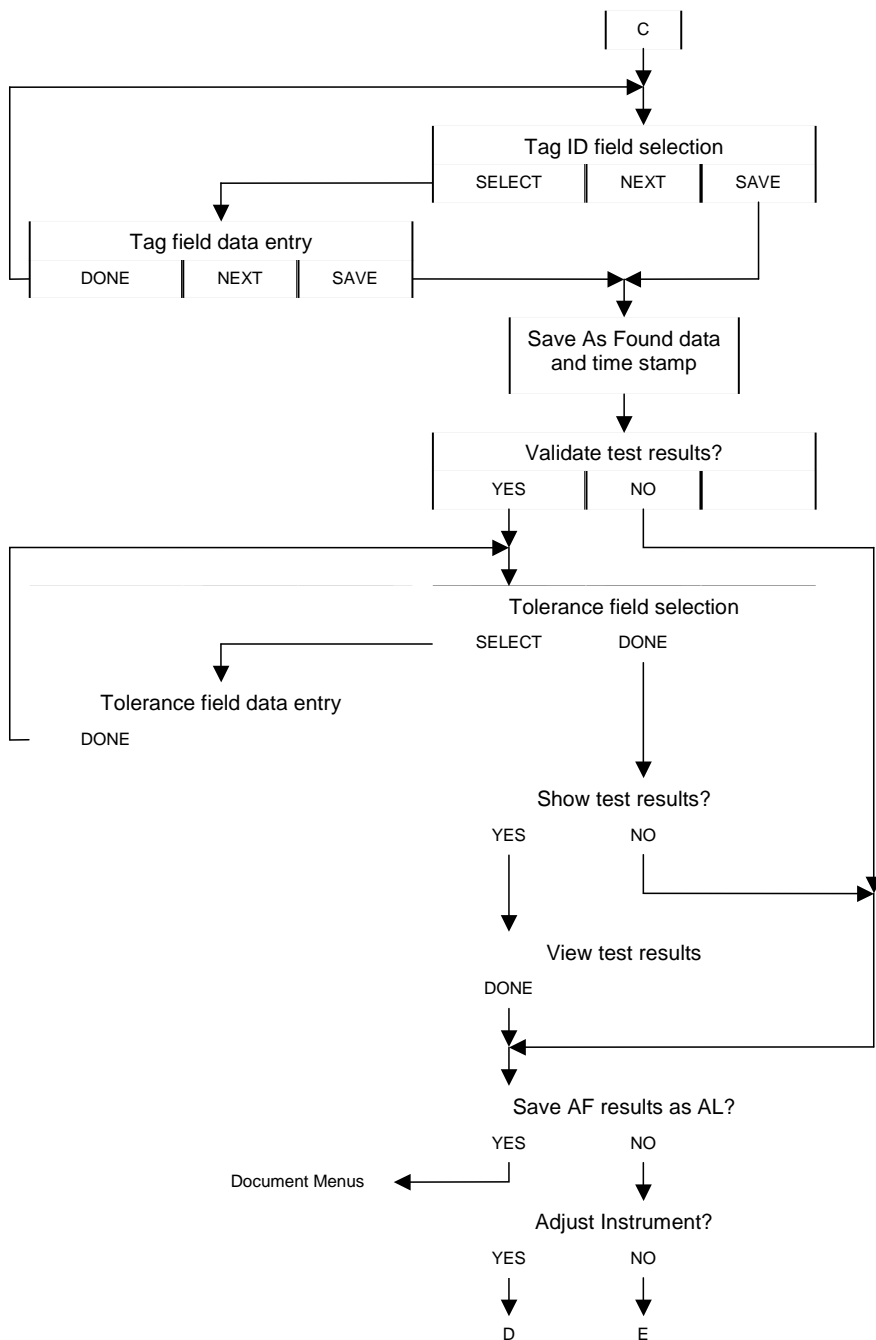 C
Tag ID field selection
SELECT NEXT SAVE
Tag field data entry
DONE NEXT SAVE
Save As Found data
and time stamp
Validate test results?
YES NO
Tolerance field selection
SELECT DONE
Tolerance field data entry
DONE
Show test results?
YES NO
View test results
DONE
Save AF results as AL?
YES NO
Document Menus
Adjust Instrument?
YES NO
D E